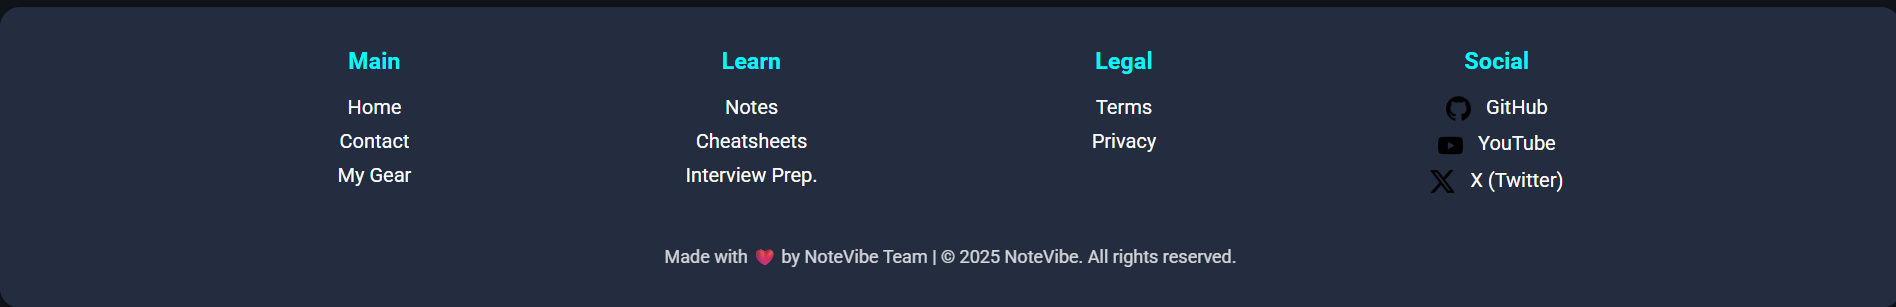 Main
Home
Contact
My Gear
Learn
Notes
Cheatsheets
Interview Prep.
Legal
Terms
Privacy
Social
GitHub
YouTube
X (Twitter)
Made with ❤️ by NoteVibe Team | © 2025 NoteVibe. All rights reserved.